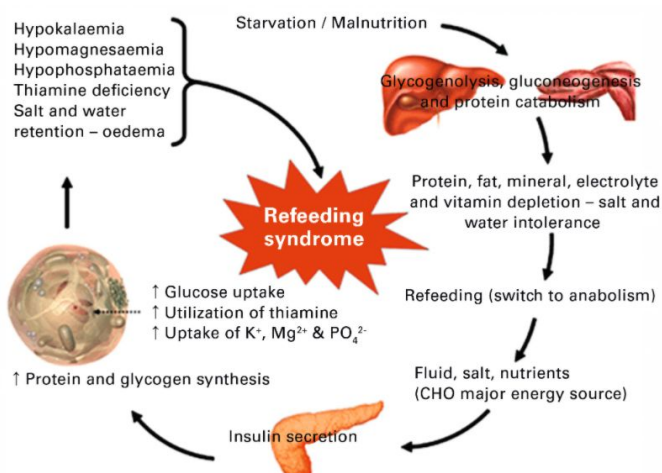 Starvation / Malnutrition
Glycogenolysis, gluconeogenesis
and protein catabolism
Protein, fat, mineral, electrolyte
and vitamin depletion – salt and
water intolerance
Refeeding (switch to anabolism)
Fluid, salt, nutrients
(CHO major energy source)
Insulin secretion
↑ Glucose uptake
↑ Utilization of thiamine
↑ Uptake of K⁺, Mg²⁺ & PO₄²⁻
↑ Protein and glycogen synthesis
Hypokalaemia
Hypomagnesaemia
Hypophosphataemia
Thiamine deficiency
Salt and water
retention – oedema
Refeeding
syndrome